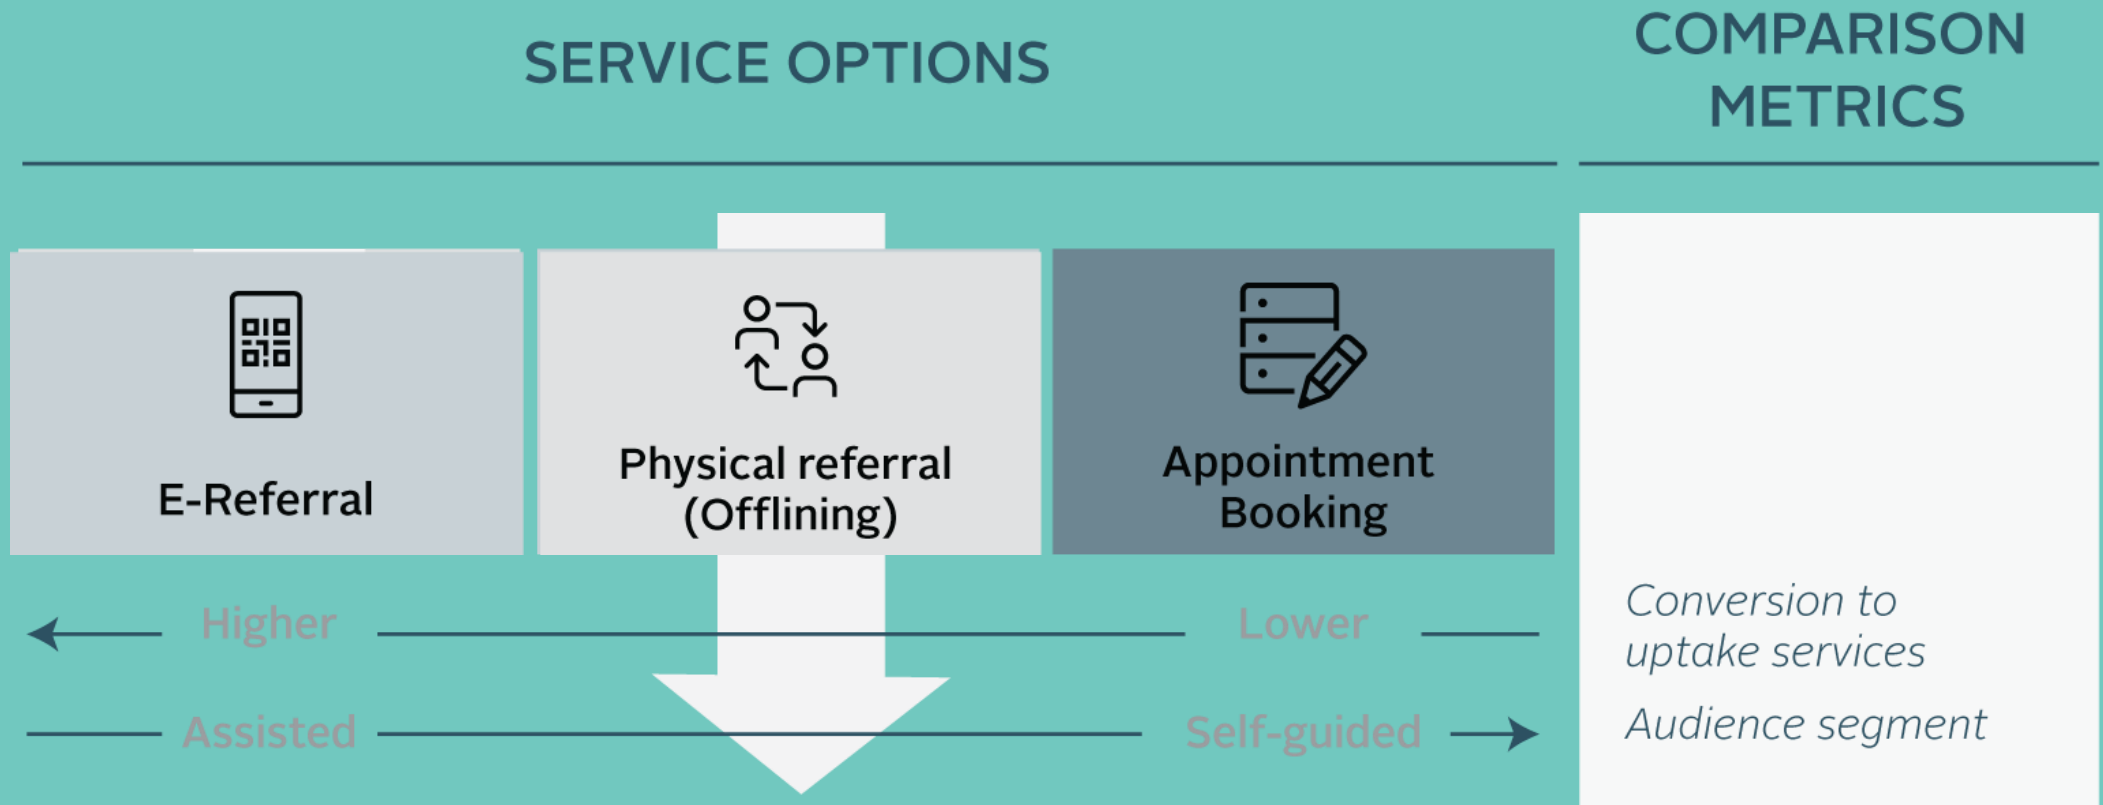 SERVICE OPTIONS
COMPARISON
METRICS
E-Referral
Physical referral
(Offlining)
Appointment
Booking
Higher
Lower
Conversion to
uptake services
Assisted
Self-guided
Audience segment